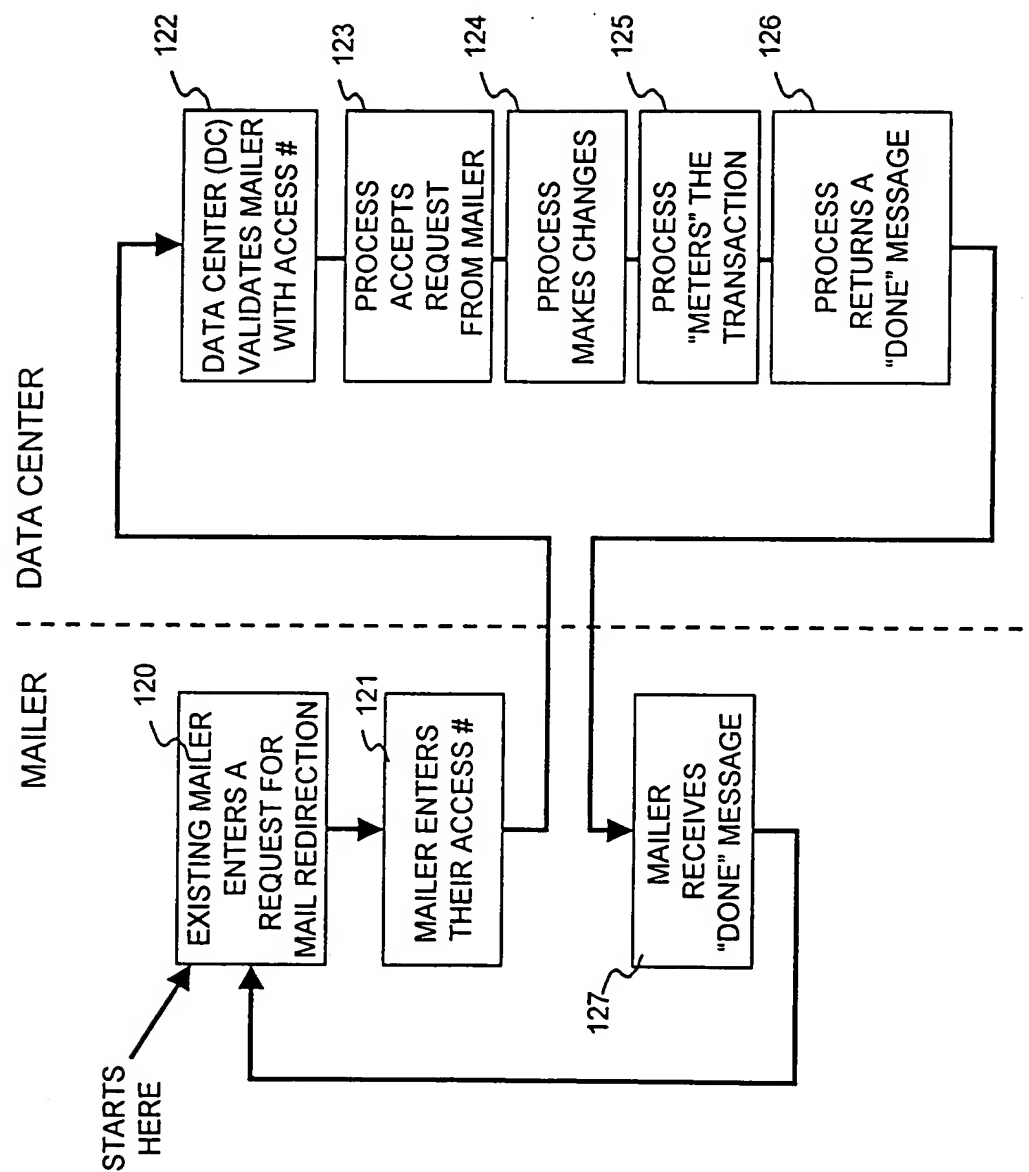 MAILER
DATA CENTER
STARTS
HERE
120
EXISTING MAILER
ENTERS A
REQUEST FOR
MAIL REDIRECTION
121
MAILER ENTERS
THEIR ACCESS #
122
DATA CENTER (DC)
VALIDATES MAILER
WITH ACCESS #
123
PROCESS
ACCEPTS
REQUEST
FROM MAILER
124
PROCESS
MAKES CHANGES
125
PROCESS
“METERS” THE
TRANSACTION
126
PROCESS
RETURNS A
“DONE” MESSAGE
127
MAILER
RECEIVES
“DONE” MESSAGE